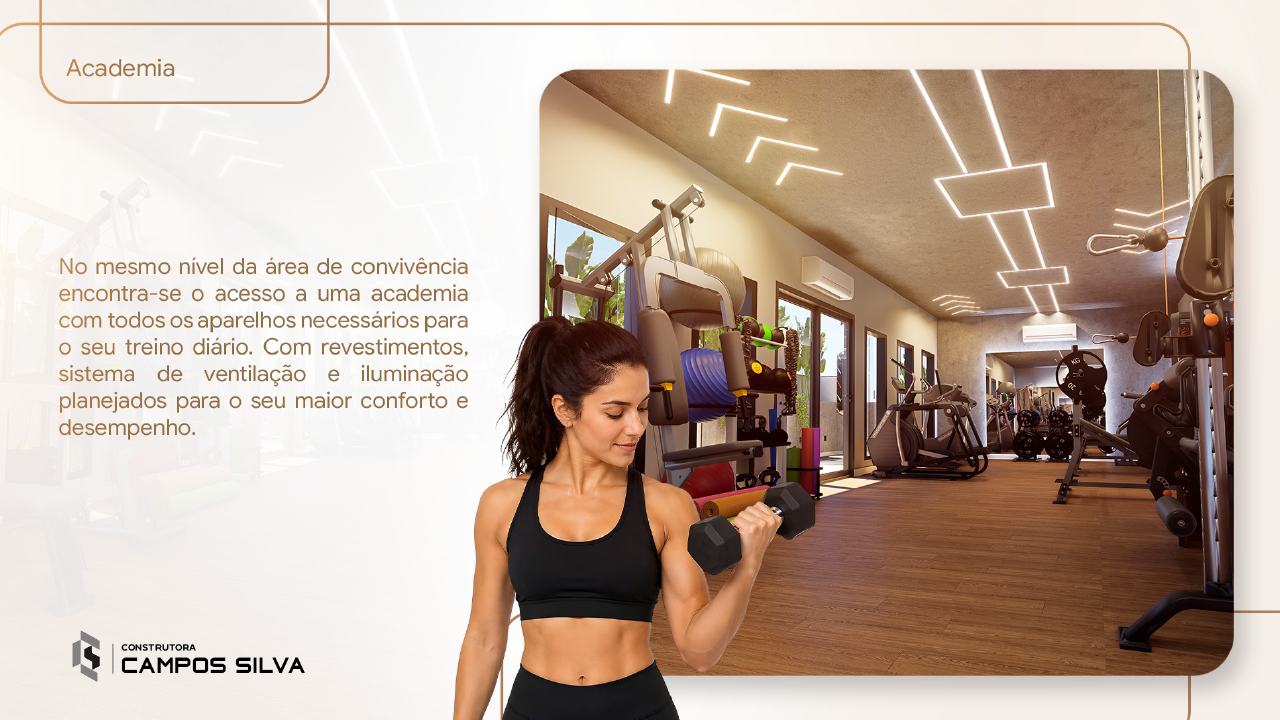 Academia
No mesmo nível da área de convivência
encontra-se o acesso a uma academia
com todos os aparelhos necessários para
o seu treino diário. Com revestimentos,
sistema de ventilação e iluminação
planejados para o seu maior conforto e
desempenho.
CONSTRUTORA
CAMPOS SILVA